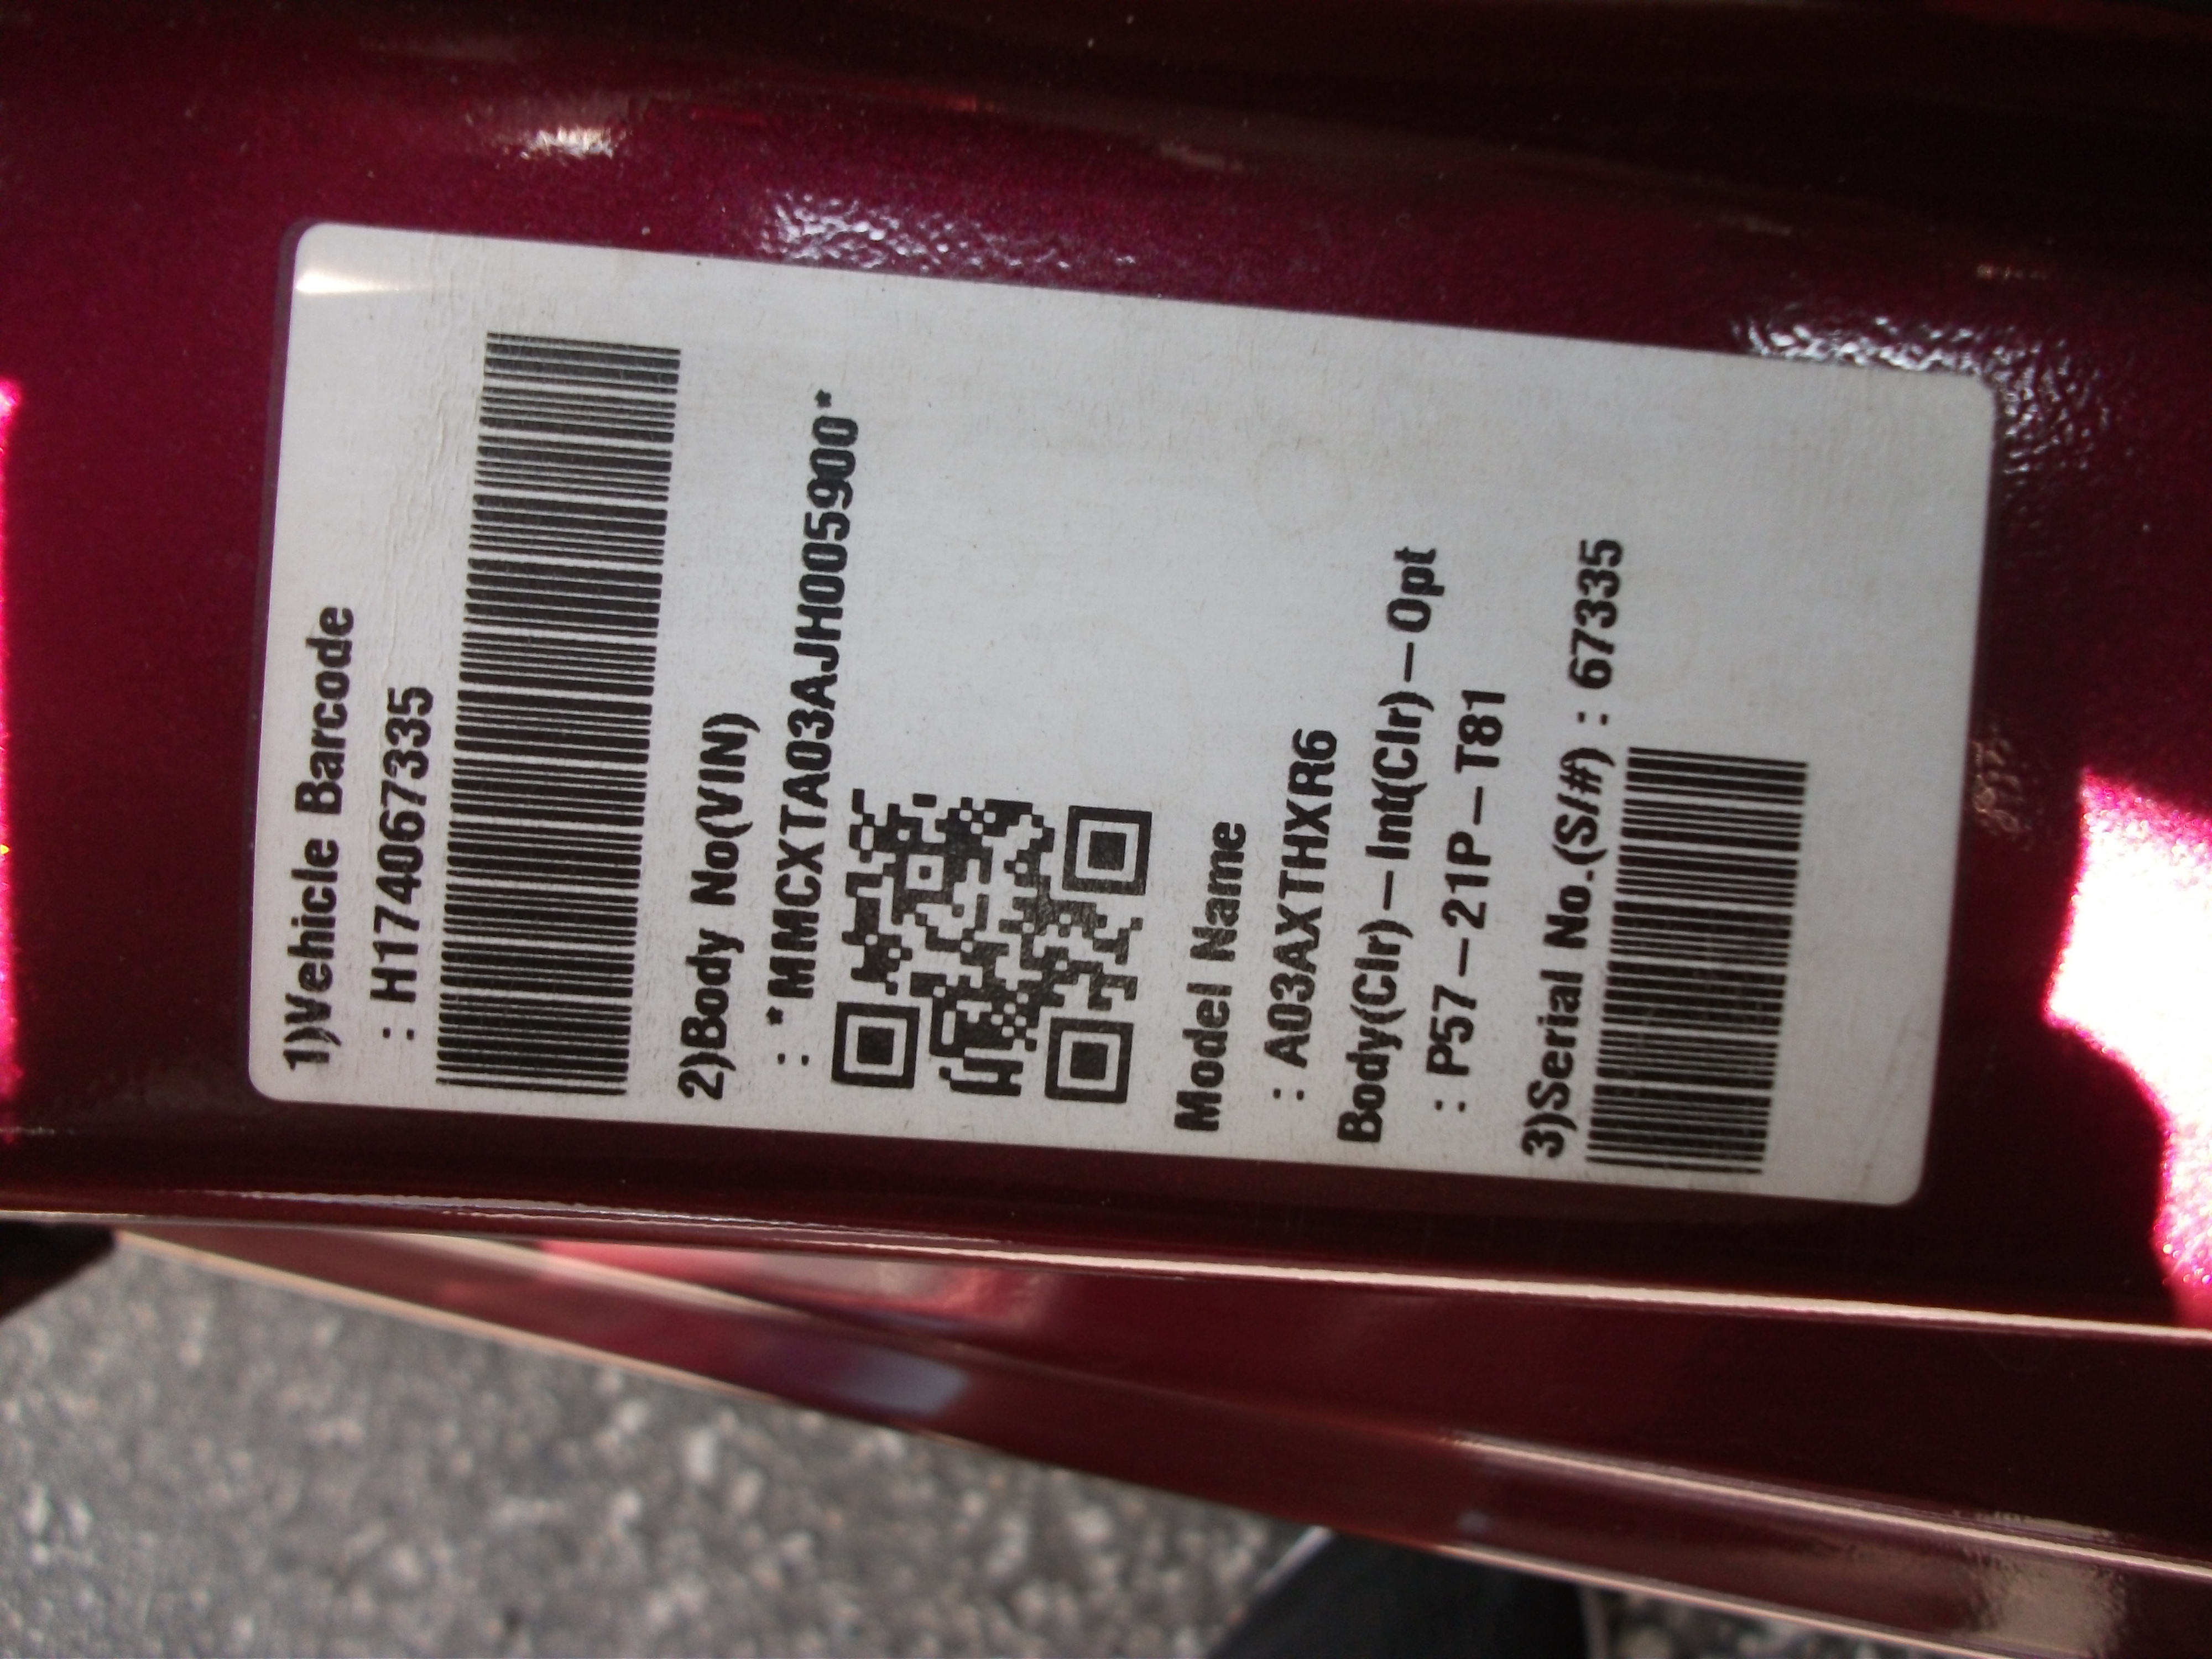 1)Vehicle Barcode
: H174067335
2)Body No(VIN)
: *MMCXTA03AJH005900*
Model Name
: A03AXTHXR6
Body(Clr)-Int(Clr)-Opt
: P57-21P-T81
3)Serial No.(S/#) : 67335